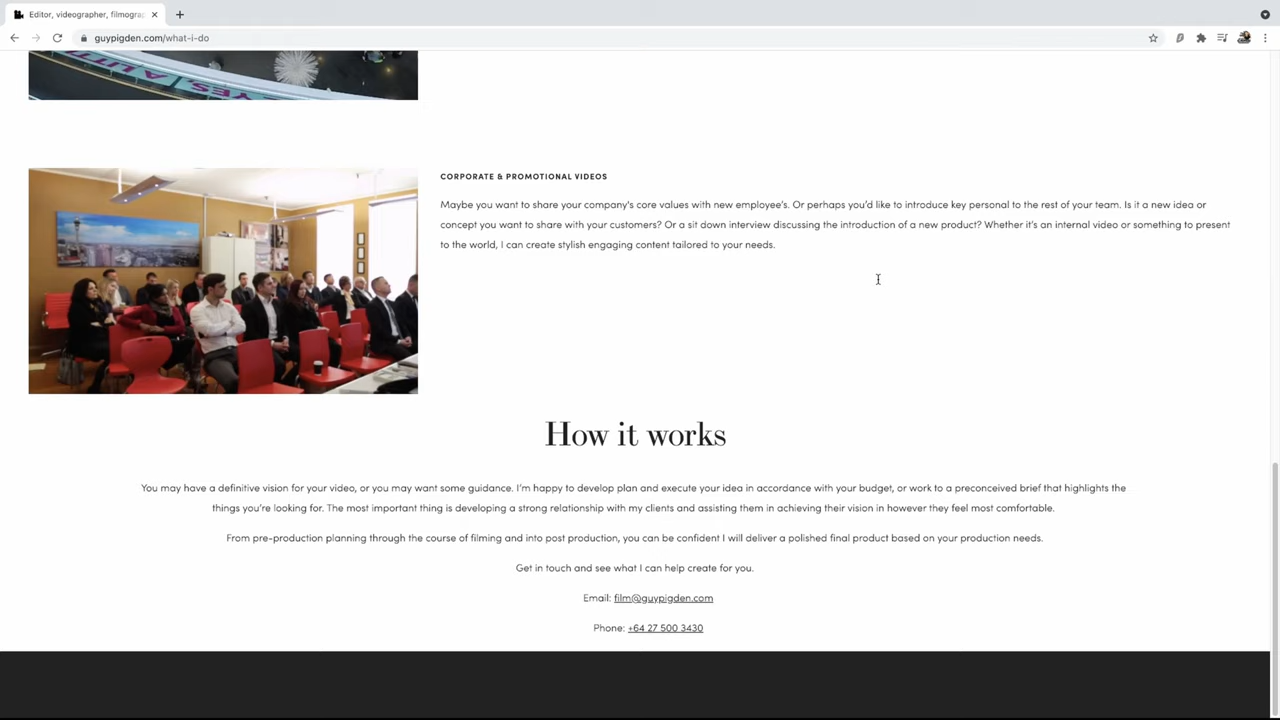 Editor, videographer, filmogra
guypigden.com/what-i-do
CORPORATE & PROMOTIONAL VIDEOS
Maybe you want to share your company's core values with new employee's. Or perhaps you'd like to introduce key personal to the rest of your team. Is it a new idea or
concept you want to share with your customers? Or a sit down interview discussing the introduction of a new product? Whether it's an internal video or something to present
to the world, I can create stylish engaging content tailored to your needs.
How it works
You may have a definitive vision for your video, or you may want some guidance. I'm happy to develop plan and execute your idea in accordance with your budget, or work to a preconceived brief that highlights the
things you're looking for. The most important thing is developing a strong relationship with my clients and assisting them in achieving their vision in however they feel most comfortable.
From pre-production planning through the course of filming and into post production, you can be confident I will deliver a polished final product based on your production needs.
Get in touch and see what I can help create for you.
Email: film@guypigden.com
Phone: +64 27 500 3430